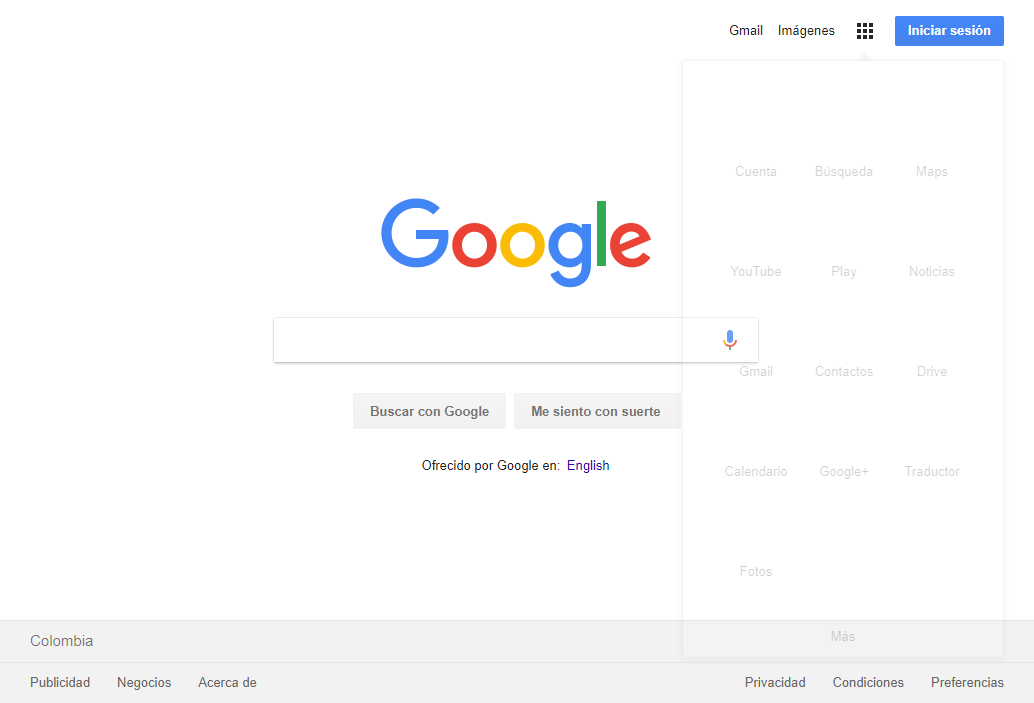 Gmail Imágenes Iniciar sesión
Cuenta Búsqueda Maps
Google
YouTube Play Noticias
Gmail Contactos Drive
Buscar con Google Me siento con suerte
Ofrecido por Google en: English
Calendario Google+ Traductor
Fotos
Más
Colombia
Publicidad Negocios Acerca de Privacidad Condiciones Preferencias